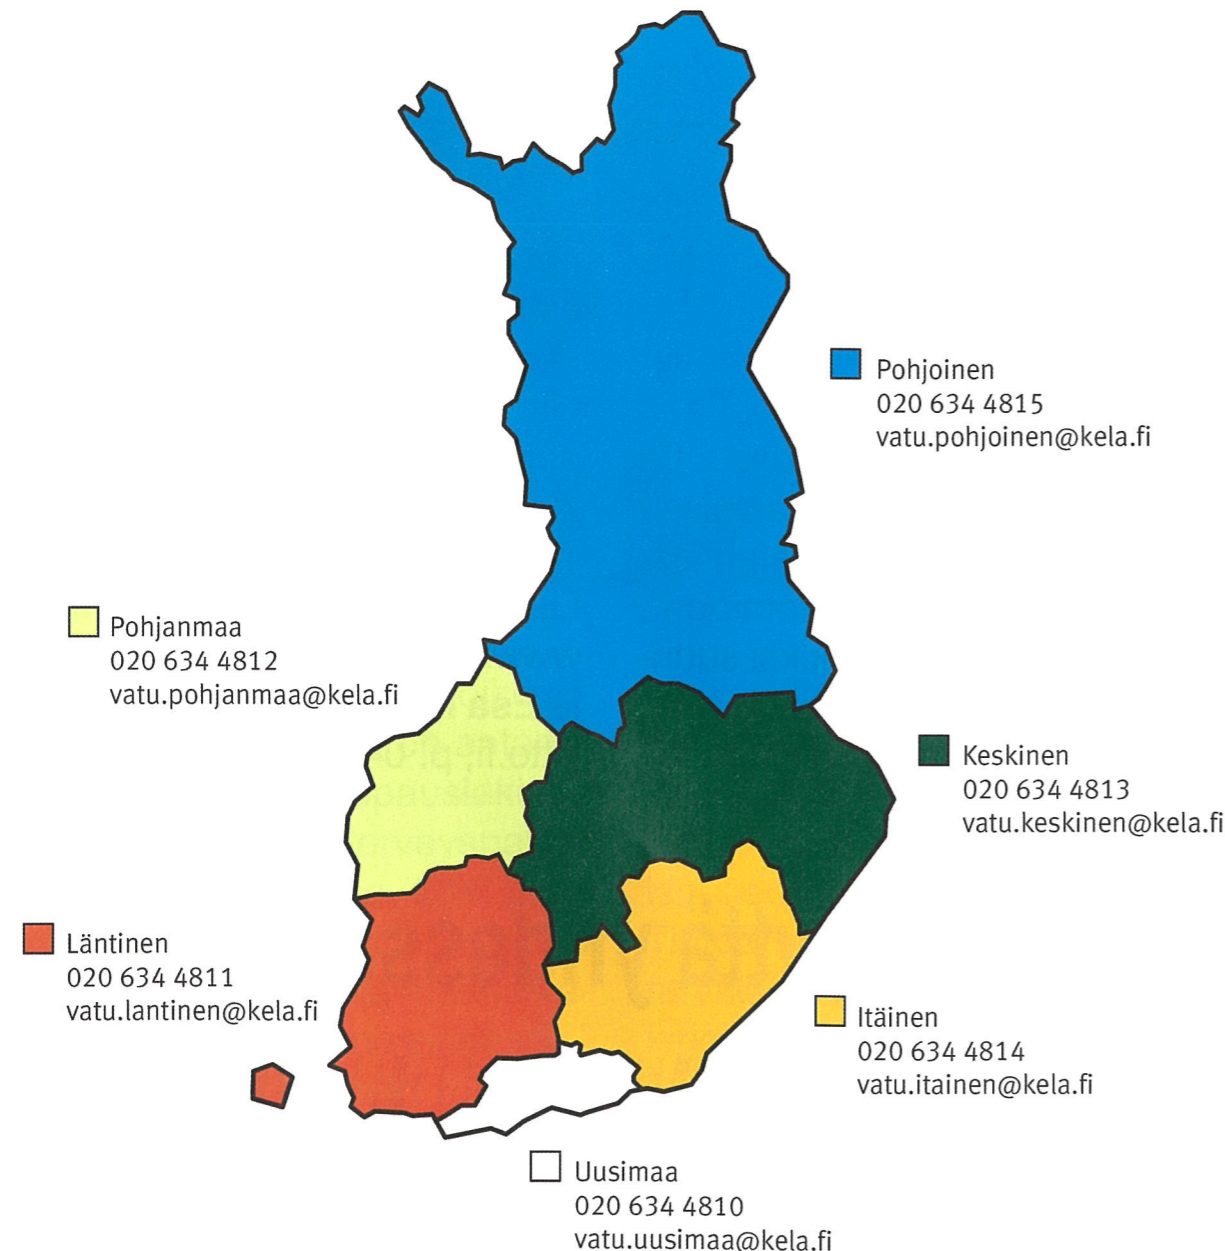 Pohjoinen
020 634 4815
vatu.pohjoinen@kela.fi
Pohjanmaa
020 634 4812
vatu.pohjanmaa@kela.fi
Keskinen
020 634 4813
vatu.keskinen@kela.fi
Läntinen
020 634 4811
vatu.lantinen@kela.fi
Itäinen
020 634 4814
vatu.itainen@kela.fi
Uusimaa
020 634 4810
vatu.uusimaa@kela.fi